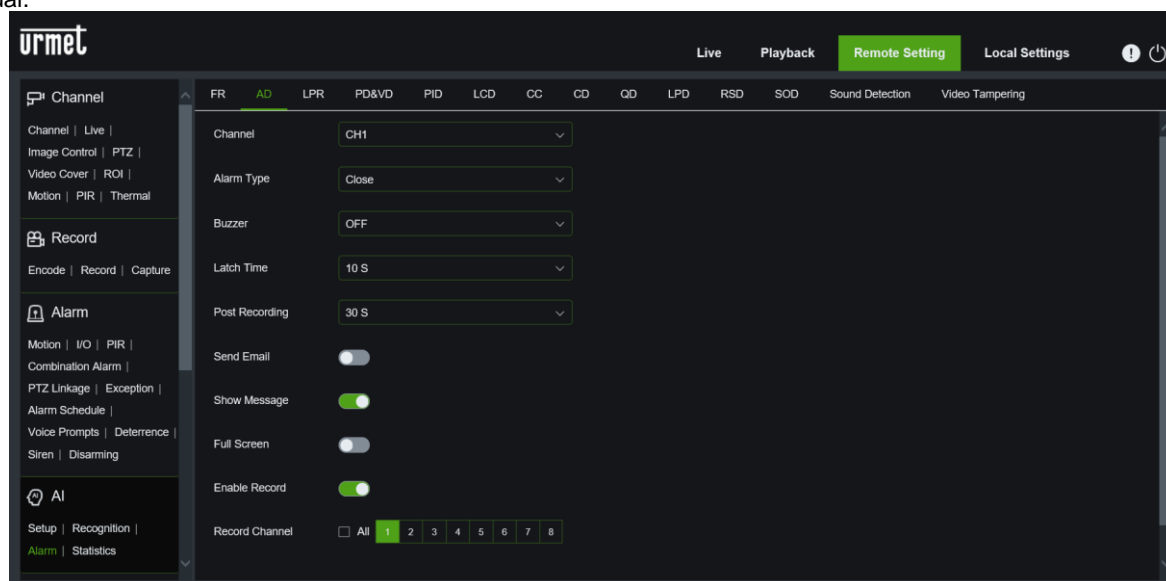 urmet
Live Playback Remote Setting Local Settings
Channel
Channel | Live |
Image Control | PTZ |
Video Cover | ROI |
Motion | PIR | Thermal
Record
Encode | Record | Capture
Alarm
Motion | I/O | PIR |
Combination Alarm |
PTZ Linkage | Exception |
Alarm Schedule |
Voice Prompts | Deterrence |
Siren | Disarming
AI
Setup | Recognition |
Alarm | Statistics
FR AD LPR PD&VD PID LCD CC CD QD LPD RSD SOD Sound Detection Video Tampering
Channel CH1
Alarm Type Close
Buzzer OFF
Latch Time 10 S
Post Recording 30 S
Send Email
Show Message
Full Screen
Enable Record
Record Channel All 1 2 3 4 5 6 7 8